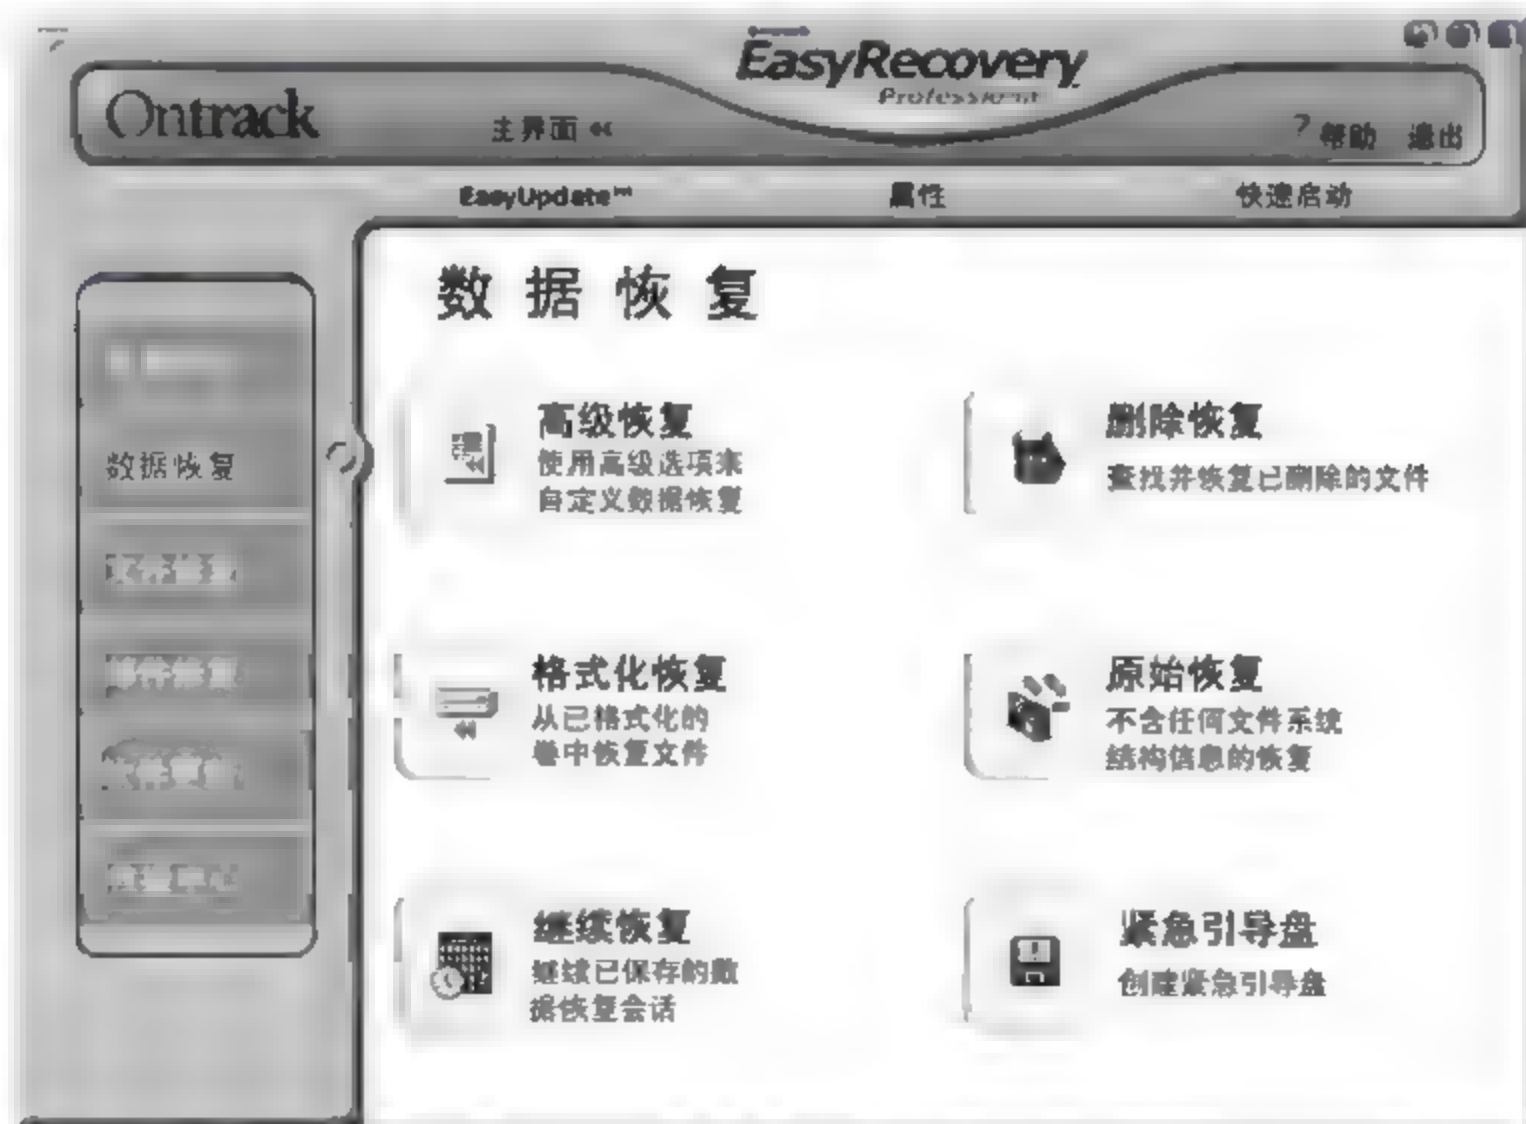 EasyRecovery
Professional
Ontrack
主界面
? 帮助 退出
EasyUpdate™ 属性 快速启动
数据恢复
数据恢复
高级恢复
使用高级选项来
自定义数据恢复
删除恢复
查找并恢复已删除的文件
格式化恢复
从已格式化的
卷中恢复文件
原始恢复
不含任何文件系统
结构信息的恢复
继续恢复
继续已保存的数
据恢复会话
紧急引导盘
创建紧急引导盘